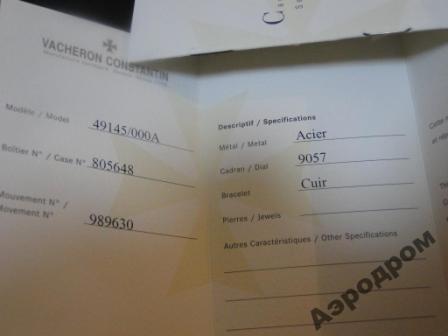 VACHERON CONSTANTIN
Modèle / Model 49145/000A
Boîtier N° / Case N° 805648
Mouvement N° /
Movement N° 989630
Descriptif / Specifications
Métal / Metal Acier
Cadran / Dial 9057
Bracelet Cuir
Pierres / Jewels
Autres Caractéristiques / Other Specifications
Аэродром